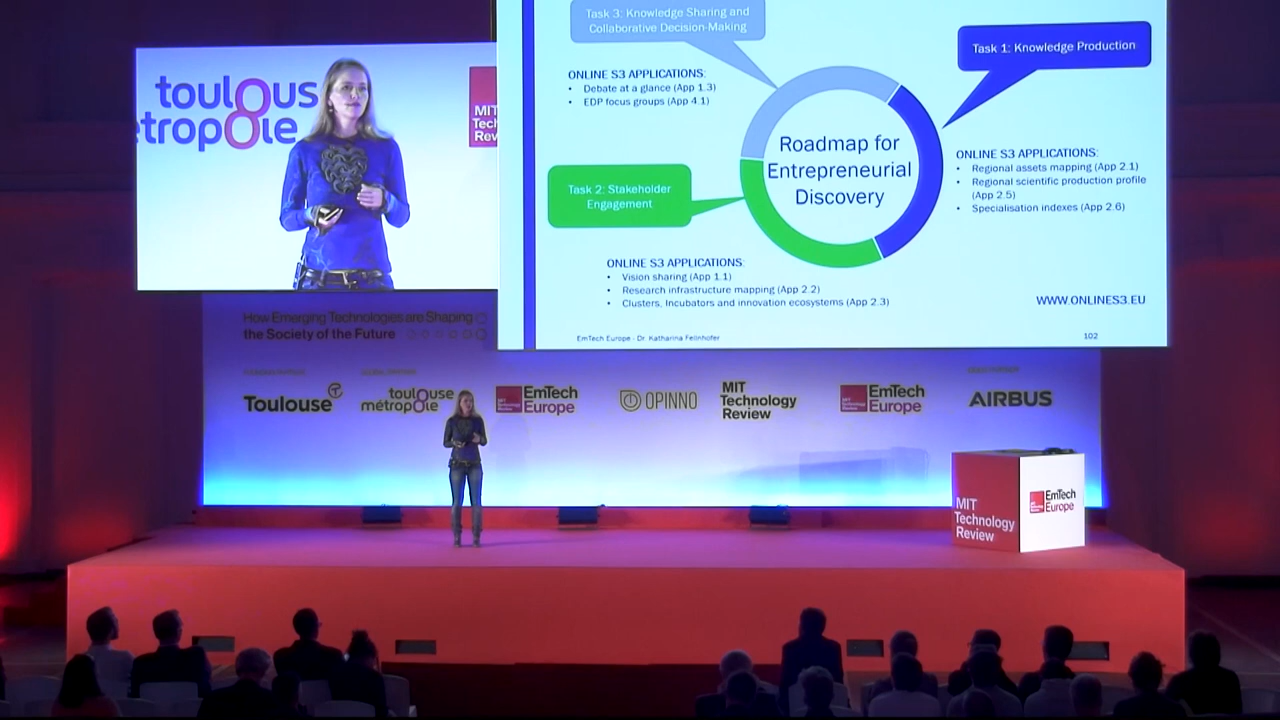 Task 3: Knowledge Sharing and
Collaborative Decision-Making
Task 1: Knowledge Production
ONLINE S3 APPLICATIONS:
• Debate at a glance (App 1.3)
• EDP focus groups (App 4.1)
Roadmap for
Entrepreneurial
Discovery
ONLINE S3 APPLICATIONS:
• Regional assets mapping (App 2.1)
• Regional scientific production profile
(App 2.5)
• Specialisation indexes (App 2.6)
Task 2: Stakeholder
Engagement
ONLINE S3 APPLICATIONS:
• Vision sharing (App 1.1)
• Research infrastructure mapping (App 2.2)
• Clusters, Incubators and innovation ecosystems (App 2.3)
WWW.ONLINES3.EU
EmTech Europe - Dr. Katharina Fellnhofer
102
toulous
tropole
MIT
Tech
Rev
How Emerging Technologies are Shaping
the Society of the Future
Toulouse
toulouse
métropole
EmTech
Europe
OPINNO
MIT
Technology
Review
EmTech
Europe
AIRBUS
MIT
Technology
Review
EmTech
Europe